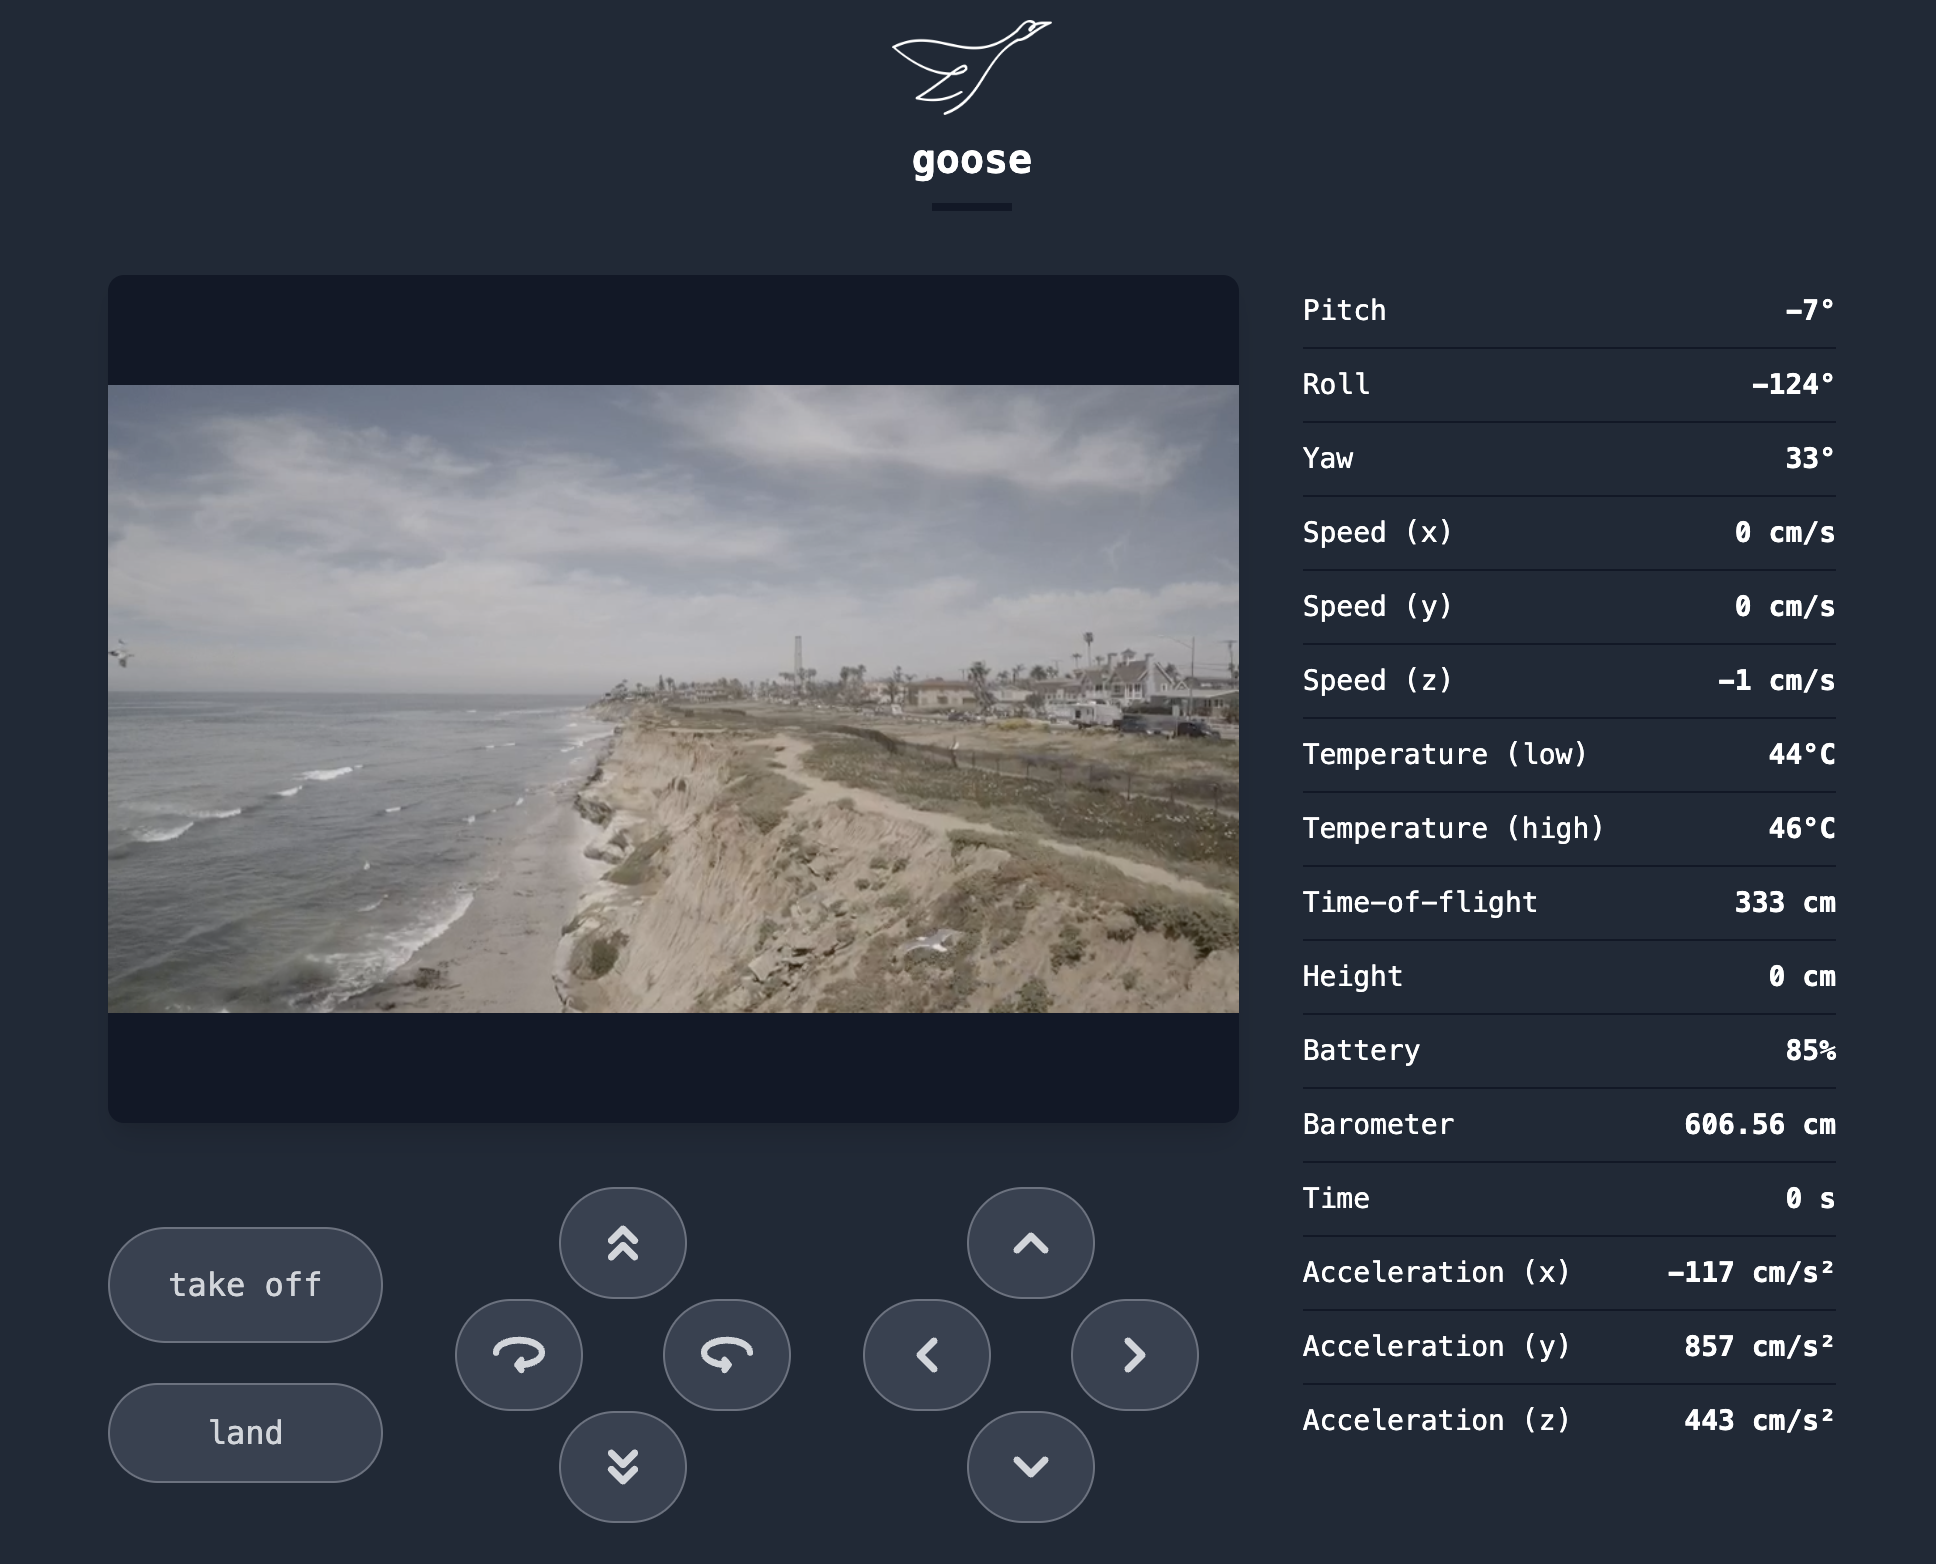 goose
Pitch −7°
Roll −124°
Yaw 33°
Speed (x) 0 cm/s
Speed (y) 0 cm/s
Speed (z) −1 cm/s
Temperature (low) 44°C
Temperature (high) 46°C
Time−of−flight 333 cm
Height 0 cm
Battery 85%
Barometer 606.56 cm
Time 0 s
Acceleration (x) −117 cm/s²
Acceleration (y) 857 cm/s²
Acceleration (z) 443 cm/s²
take off
land